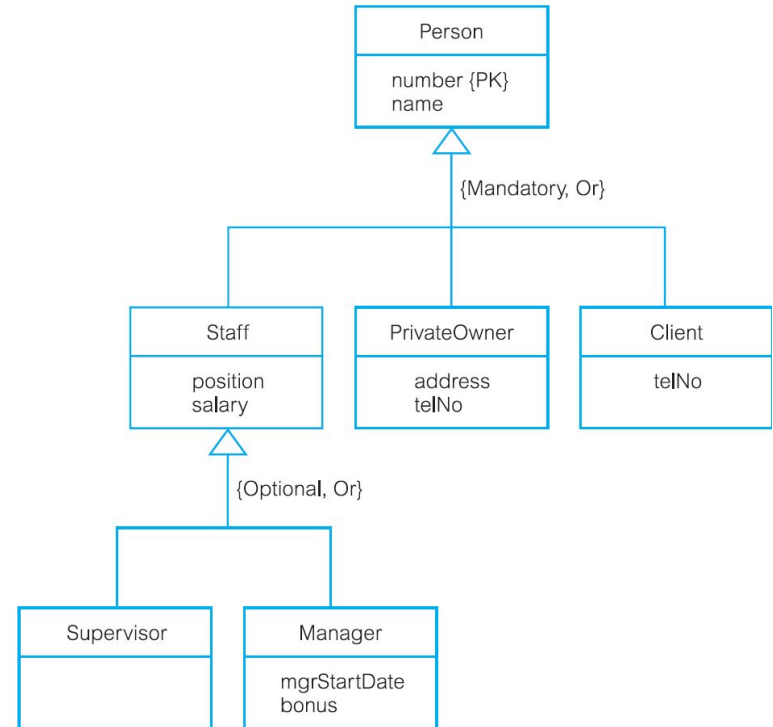 Person
number {PK}
name
{Mandatory, Or}
Staff
position
salary
PrivateOwner
address
telNo
Client
telNo
{Optional, Or}
Supervisor
Manager
mgrStartDate
bonus